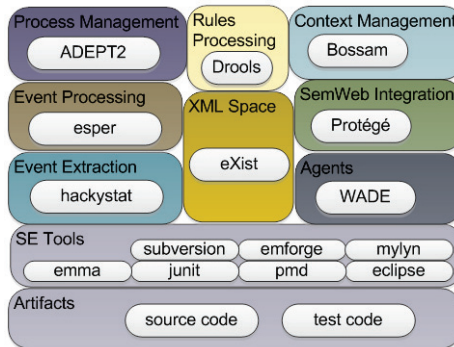 Process Management
ADEPT2
Rules
Processing
Drools
Context Management
Bossam
Event Processing
esper
XML Space
eXist
SemWeb Integration
Protégé
Event Extraction
hackystat
Agents
WADE
SE Tools
subversion
emforge
mylyn
emma
junit
pmd
eclipse
Artifacts
source code
test code